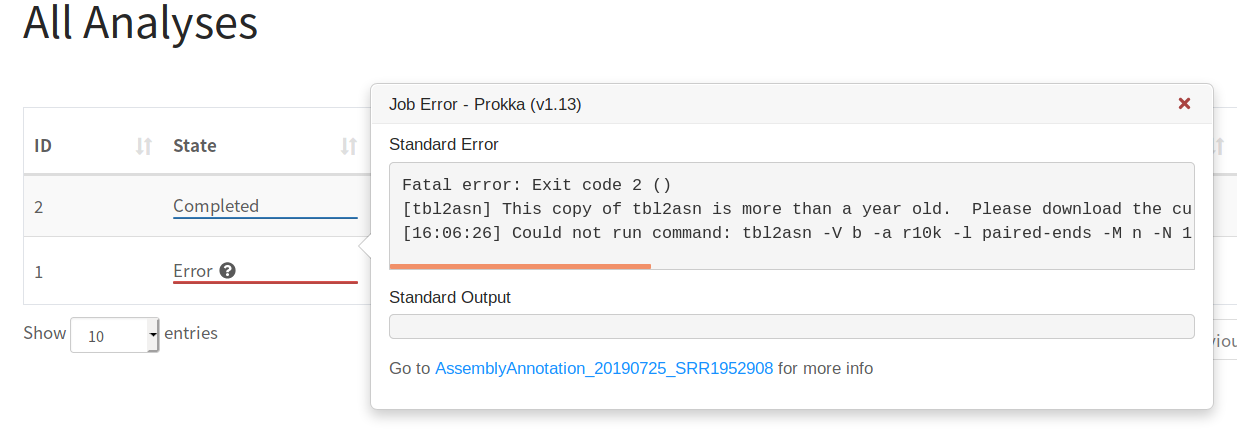 All Analyses
Job Error - Prokka (v1.13)
ID State
Standard Error
Fatal error: Exit code 2 ()
[tbl2asn] This copy of tbl2asn is more than a year old.  Please download the cu
[16:06:26] Could not run command: tbl2asn -V b -a r10k -l paired-ends -M n -N 1
2 Completed
1 Error
Standard Output
Show 10 entries
Go to AssemblyAnnotation_20190725_SRR1952908 for more info